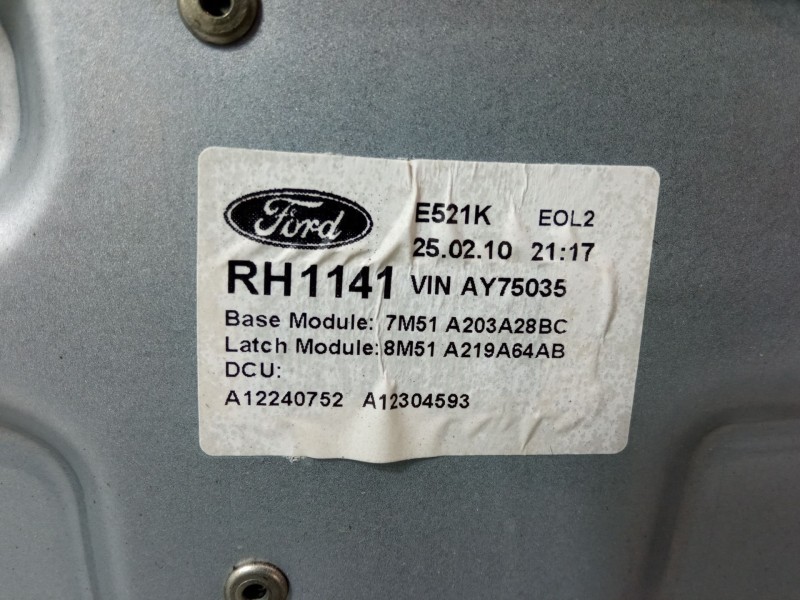 Ford E521K EOL2
25.02.10 21:17
RH1141 VIN AY75035
Base Module: 7M51 A203A28BC
Latch Module: 8M51 A219A64AB
DCU:
A12240752 A12304593